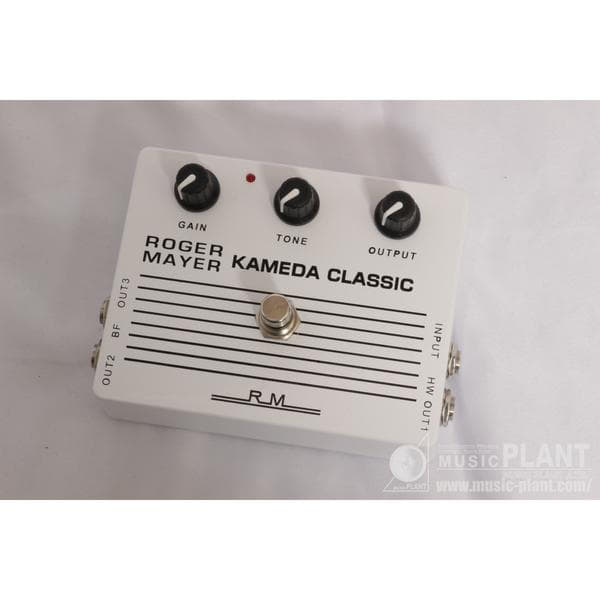 GAIN
TONE
OUTPUT
ROGER
MAYER
KAMEDA CLASSIC
OUT3
BF
OUT2
INPUT
HW OUT1
RM
MUSIC PLANT
www.music-plant.com/